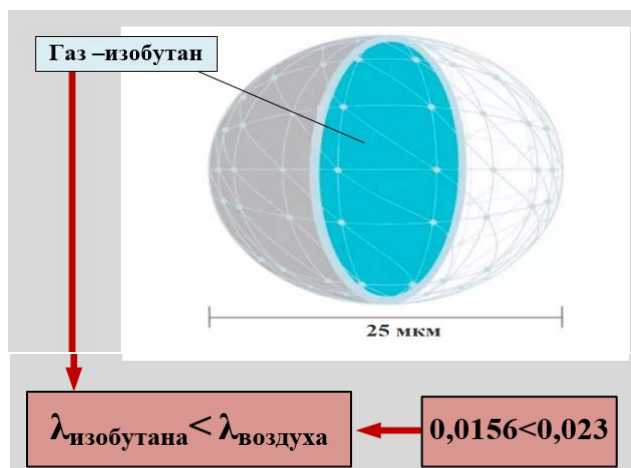 Газ –изобутан
25 мкм
λизобутана< λвоздуха
0,0156<0,023